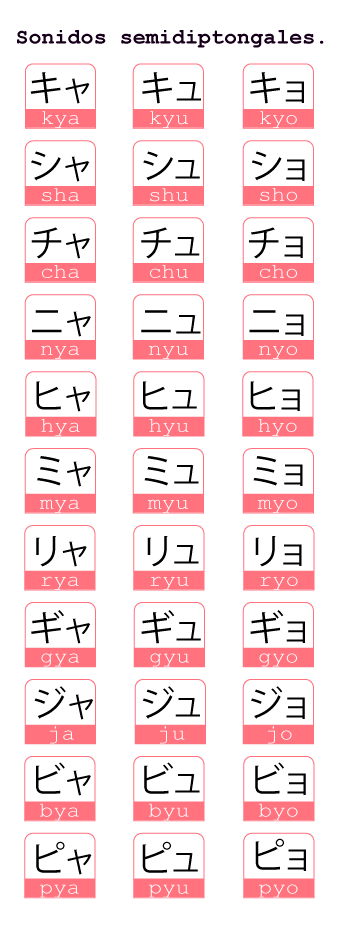 Sonidos semidiptongales.
キャ キュ キョ
kya kyu kyo
シャ シュ ショ
sha shu sho
チャ チュ チョ
cha chu cho
ニャ ニュ ニョ
nya nyu nyo
ヒャ ヒュ ヒョ
hya hyu hyo
ミャ ミュ ミョ
mya myu myo
リャ リュ リョ
rya ryu ryo
ギャ ギュ ギョ
gya gyu gyo
ジャ ジュ ジョ
ja ju jo
ビャ ビュ ビョ
bya byu byo
ピャ ピュ ピョ
pya pyu pyo